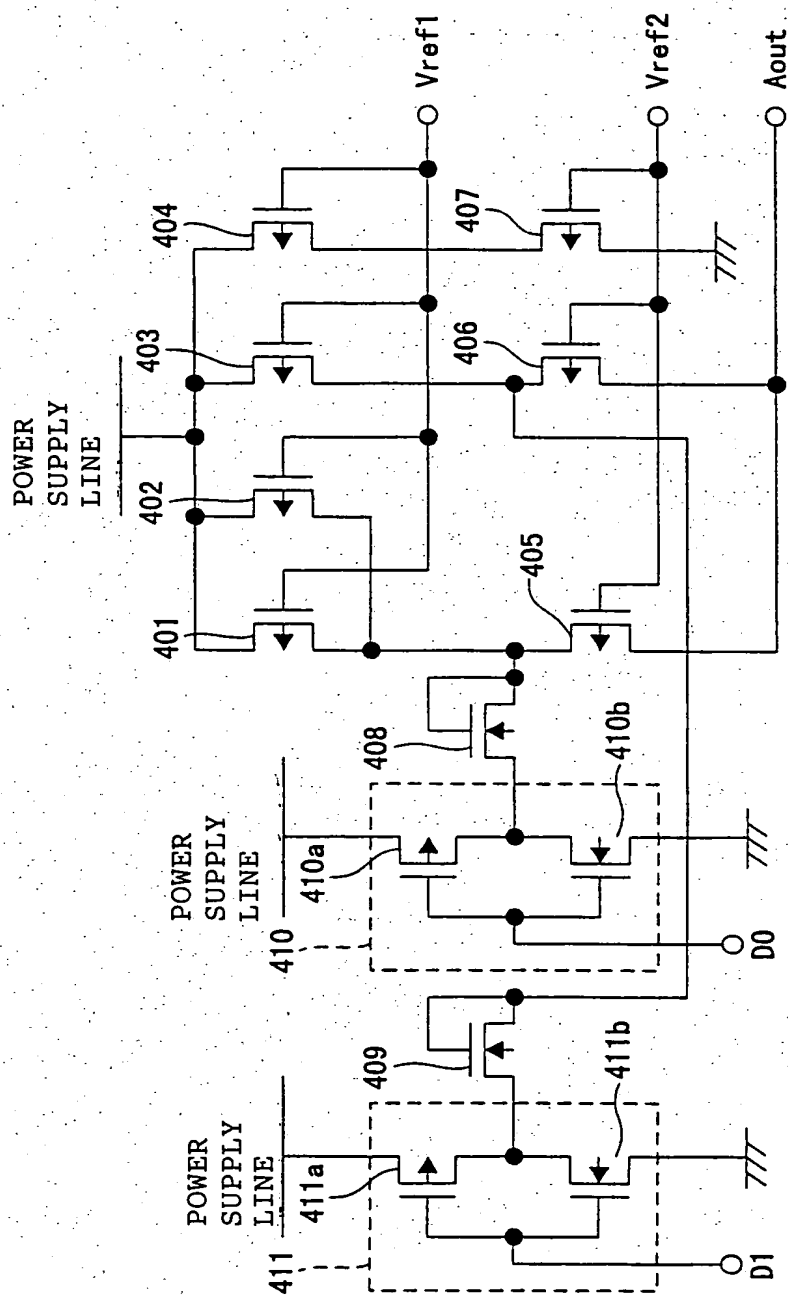 POWER
SUPPLY
LINE
401
402
403
404
Vref1
POWER
SUPPLY
LINE
405
406
407
Vref2
Aout
408
410
410a
410b
D0
POWER
SUPPLY
LINE
409
411
411a
411b
D1